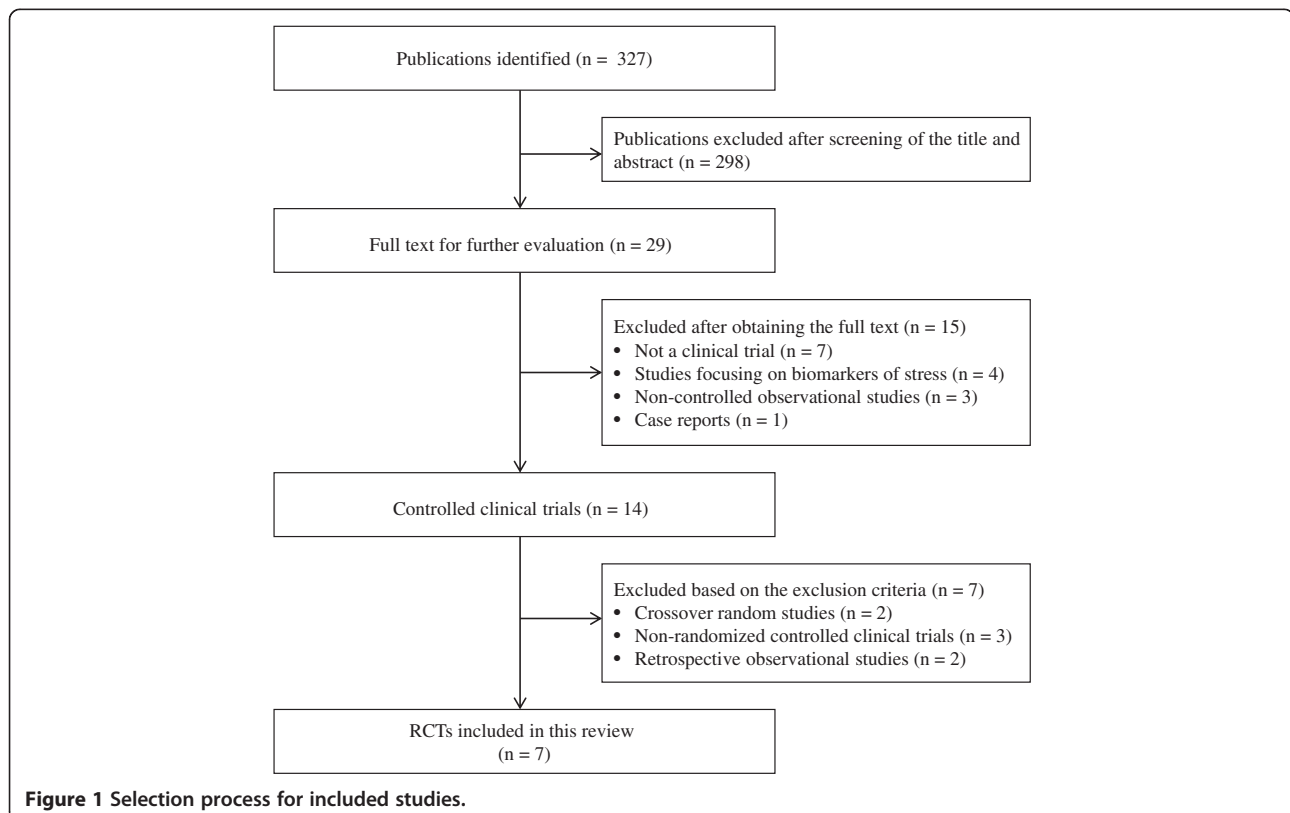 Publications identified (n = 327)
Publications excluded after screening of the title and
abstract (n = 298)
Full text for further evaluation (n = 29)
Excluded after obtaining the full text (n = 15)
• Not a clinical trial (n = 7)
• Studies focusing on biomarkers of stress (n = 4)
• Non-controlled observational studies (n = 3)
• Case reports (n = 1)
Controlled clinical trials (n = 14)
Excluded based on the exclusion criteria (n = 7)
• Crossover random studies (n = 2)
• Non-randomized controlled clinical trials (n = 3)
• Retrospective observational studies (n = 2)
RCTs included in this review
(n = 7)
Figure 1 Selection process for included studies.